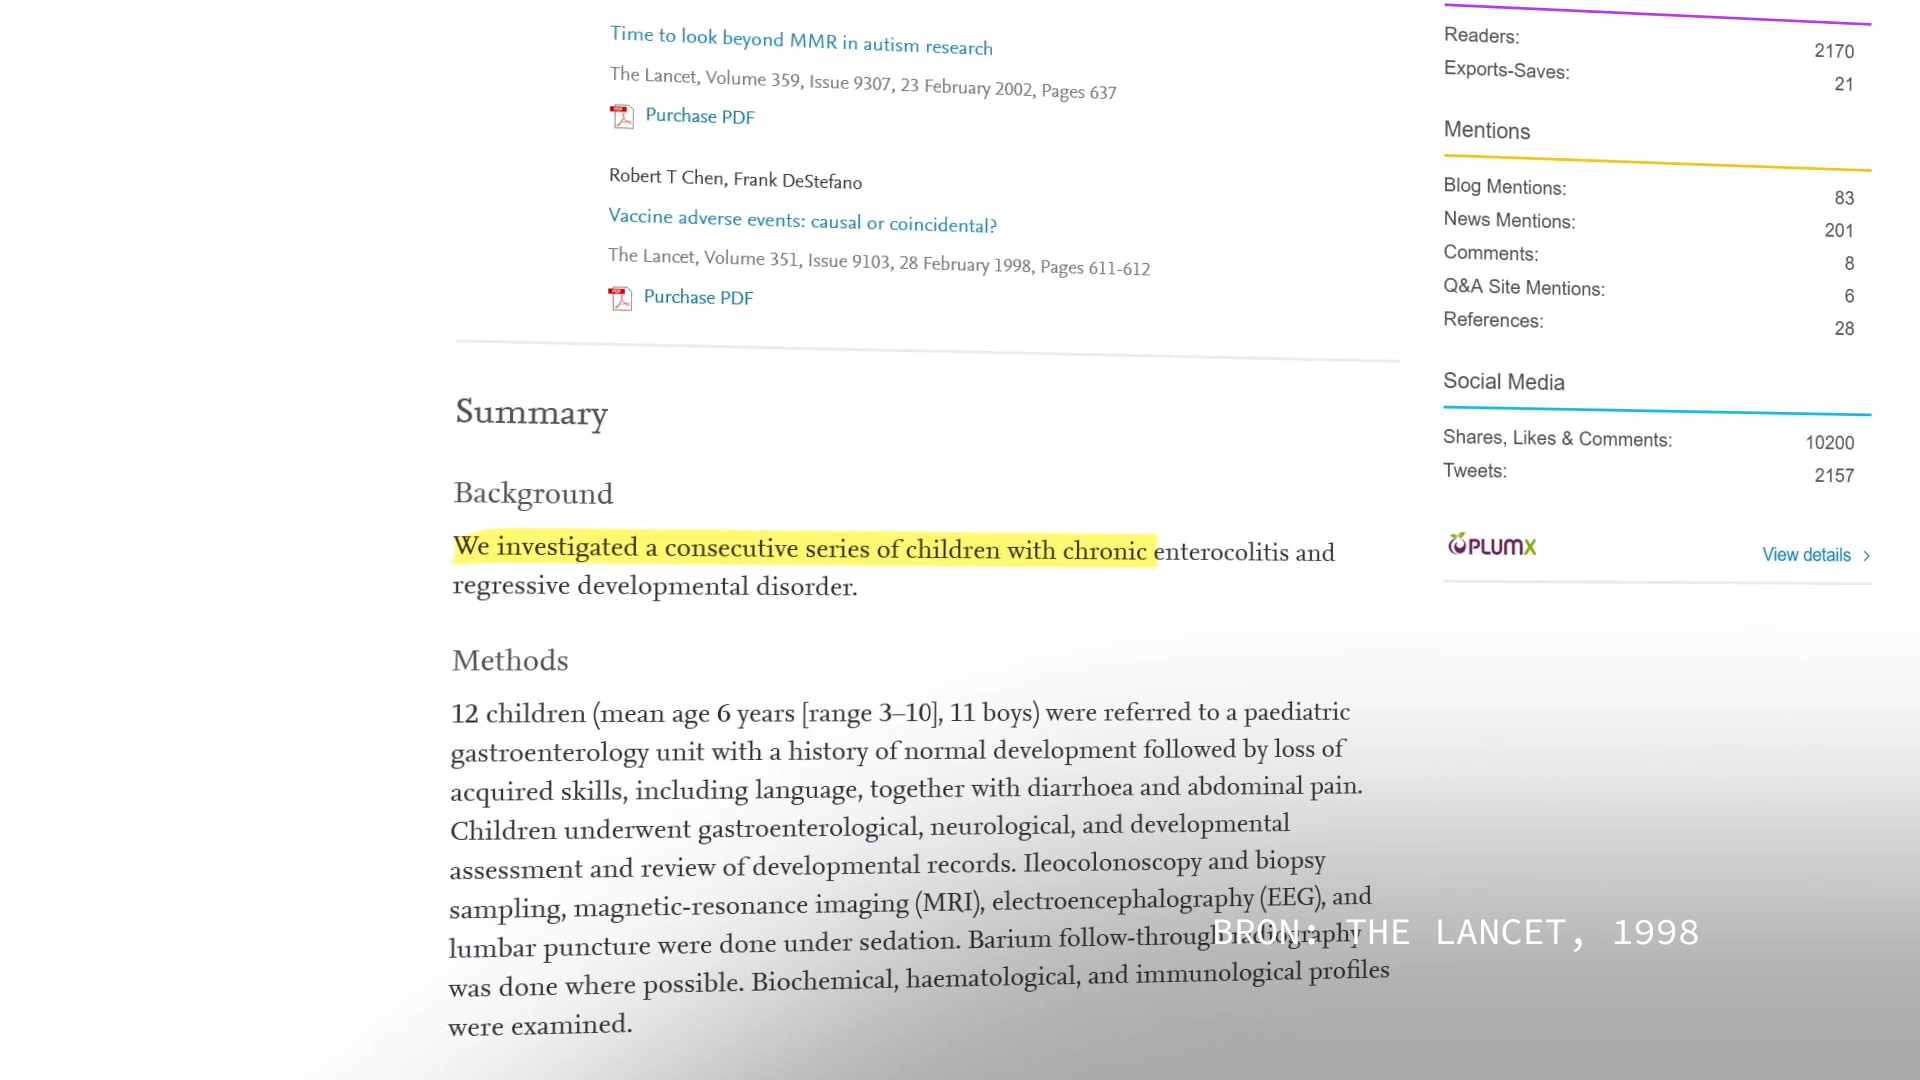 Time to look beyond MMR in autism research
The Lancet, Volume 359, Issue 9307, 23 February 2002, Pages 637
Purchase PDF
Robert T Chen, Frank DeStefano
Vaccine adverse events: causal or coincidental?
The Lancet, Volume 351, Issue 9103, 28 February 1998, Pages 611-612
Purchase PDF
Summary
Background
We investigated a consecutive series of children with chronic enterocolitis and
regressive developmental disorder.
Methods
12 children (mean age 6 years [range 3–10], 11 boys) were referred to a paediatric
gastroenterology unit with a history of normal development followed by loss of
acquired skills, including language, together with diarrhoea and abdominal pain.
Children underwent gastroenterological, neurological, and developmental
assessment and review of developmental records. Ileocolonoscopy and biopsy
sampling, magnetic-resonance imaging (MRI), electroencephalography (EEG), and
lumbar puncture were done under sedation. Barium follow-through radiography
was done where possible. Biochemical, haematological, and immunological profiles
were examined.
Readers: 2170
Exports-Saves: 21
Mentions
Blog Mentions: 83
News Mentions: 201
Comments: 8
Q&A Site Mentions: 6
References: 28
Social Media
Shares, Likes & Comments: 10200
Tweets: 2157
PLUMX
View details
BRON: THE LANCET, 1998